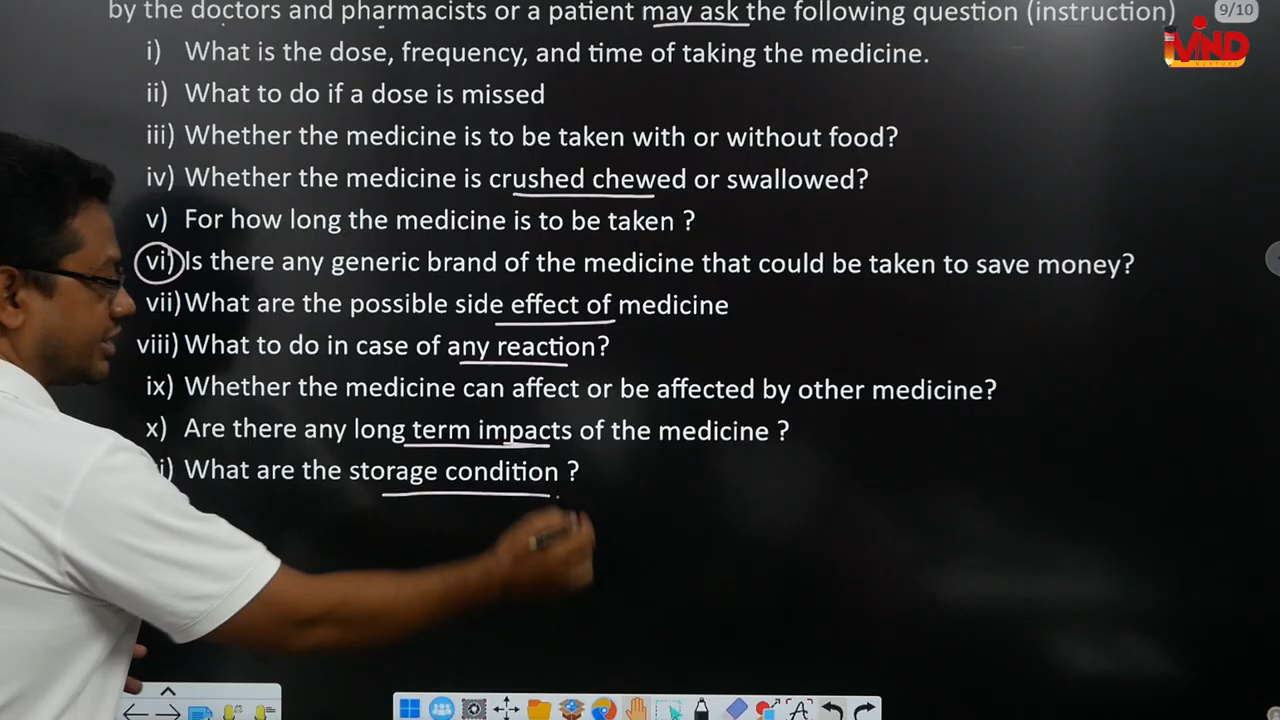 by the doctors and pharmacists or a patient may ask the following question (instruction)
9/10
MIND
i) What is the dose, frequency, and time of taking the medicine.
ii) What to do if a dose is missed
iii) Whether the medicine is to be taken with or without food?
iv) Whether the medicine is crushed chewed or swallowed?
v) For how long the medicine is to be taken ?
vi) Is there any generic brand of the medicine that could be taken to save money?
vii) What are the possible side effect of medicine
viii) What to do in case of any reaction?
ix) Whether the medicine can affect or be affected by other medicine?
x) Are there any long term impacts of the medicine ?
i) What are the storage condition ?